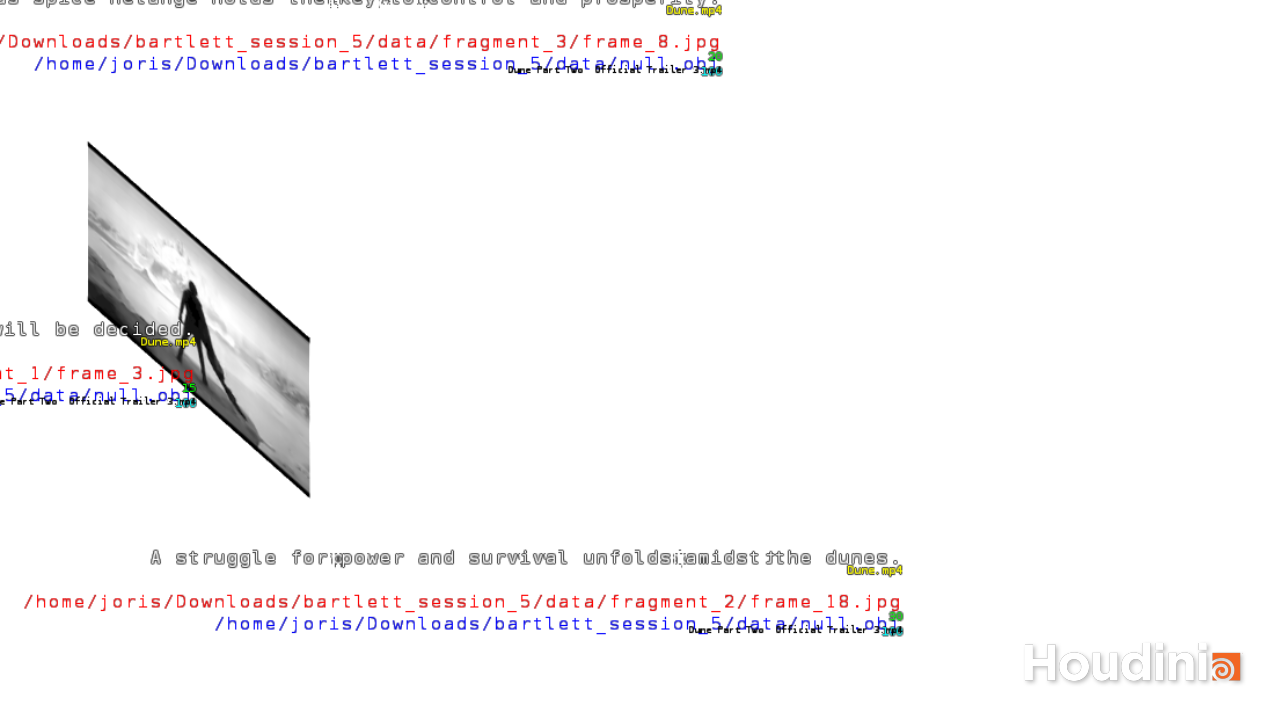 spice melange holds the key to control and prosperity.
Dune.mp4
/Downloads/bartlett_session_5/data/fragment_3/frame_8.jpg
20
/home/joris/Downloads/bartlett_session_5/data/null.obj
Dune Part Two Official Trailer 3.mp4
will be decided.
Dune.mp4
nt_1/frame_3.jpg
15
5/data/null.obj
e Part Two Official Trailer 3.mp4
A struggle for power and survival unfolds amidst the dunes.
Dune.mp4
/home/joris/Downloads/bartlett_session_5/data/fragment_2/frame_18.jpg
/home/joris/Downloads/bartlett_session_5/data/null.obj
Dune Part Two Official Trailer 3.mp4
Houdini